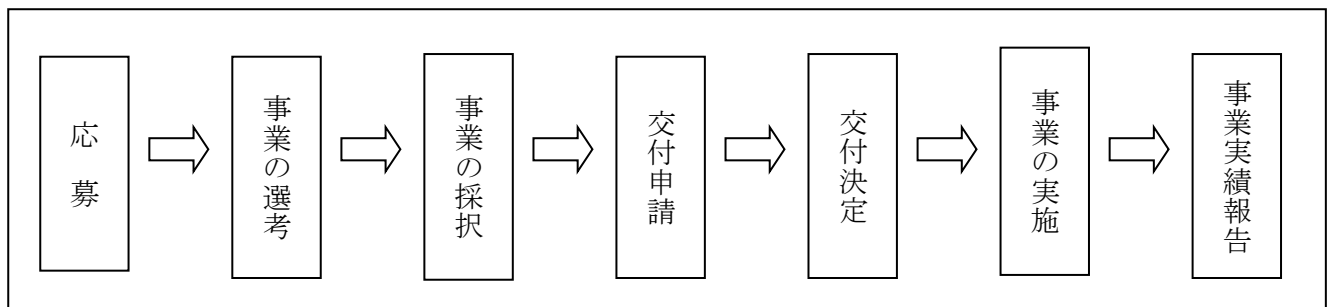 応募
事業の選考
事業の採択
交付申請
交付決定
事業の実施
事業実績報告